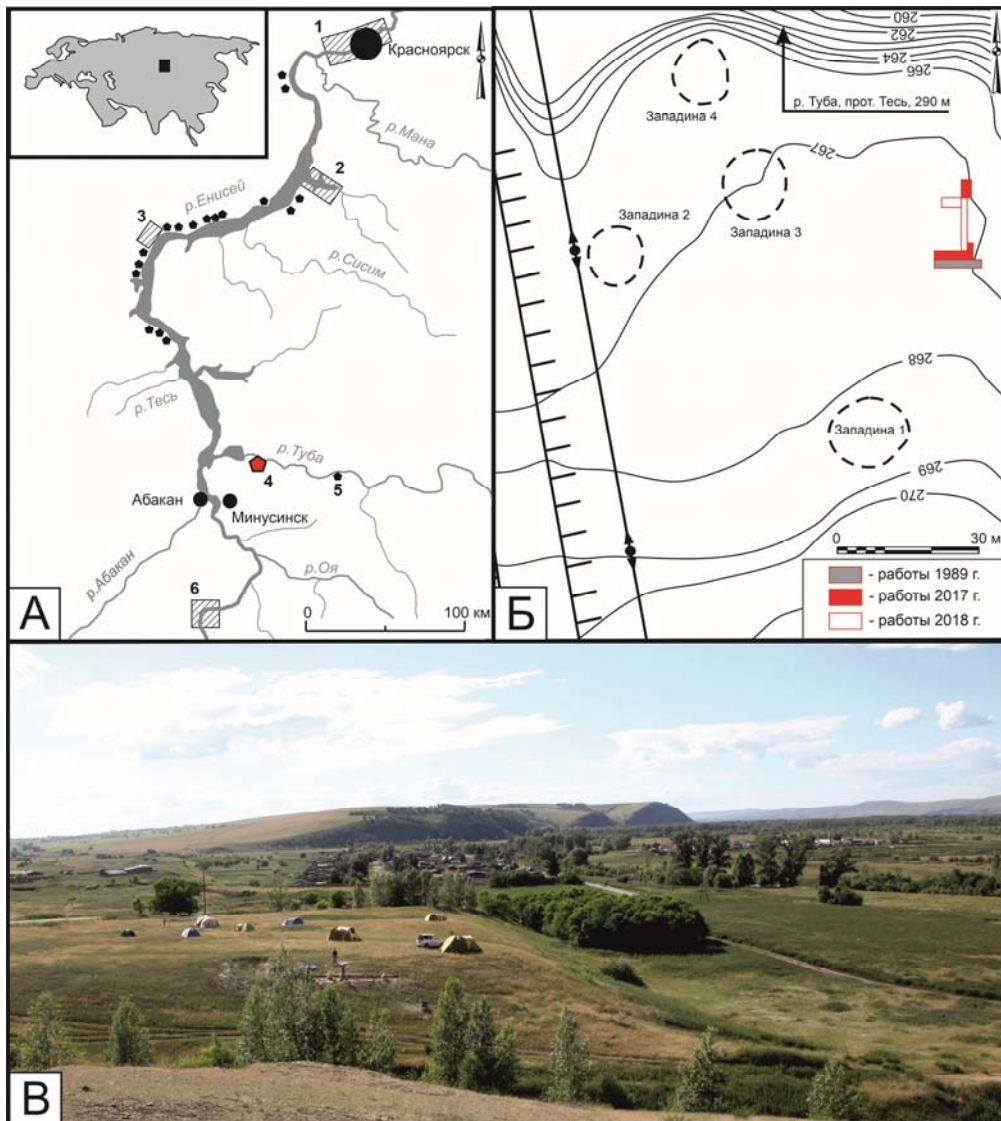 1
Красноярск
р.Мана
2
р.Енисей
3
р.Сисим
р.Тесь
р.Туба
4
5
Абакан
Минусинск
р.Абакан
р.Оя
6
0
100 км
А
260
262
264
266
р. Туба, прот. Тесь, 290 м
Западина 4
267
Западина 2
Западина 3
268
Западина 1
269
270
0
30 м
- работы 1989 г.
- работы 2017 г.
- работы 2018 г.
Б
В